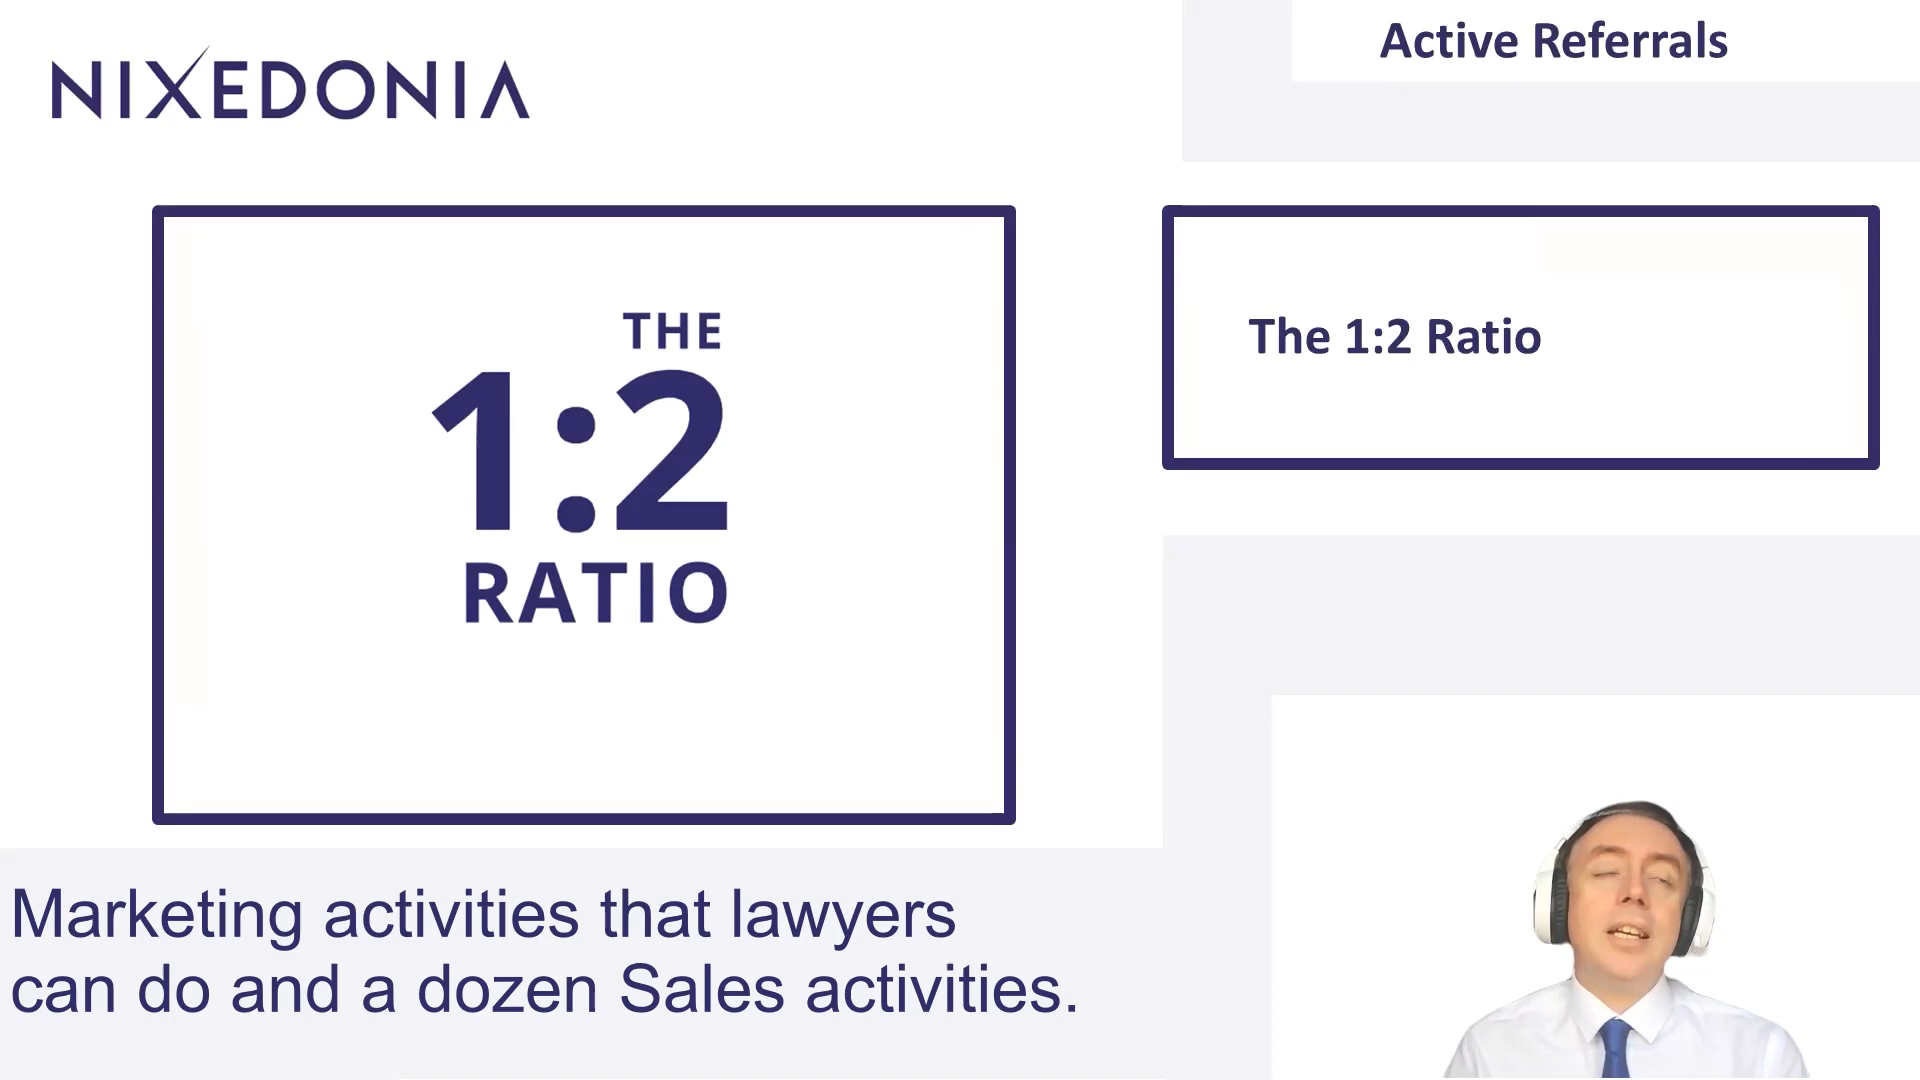 NIXEDONIA
Active Referrals
THE
1:2
RATIO
The 1:2 Ratio
Marketing activities that lawyers
can do and a dozen Sales activities.